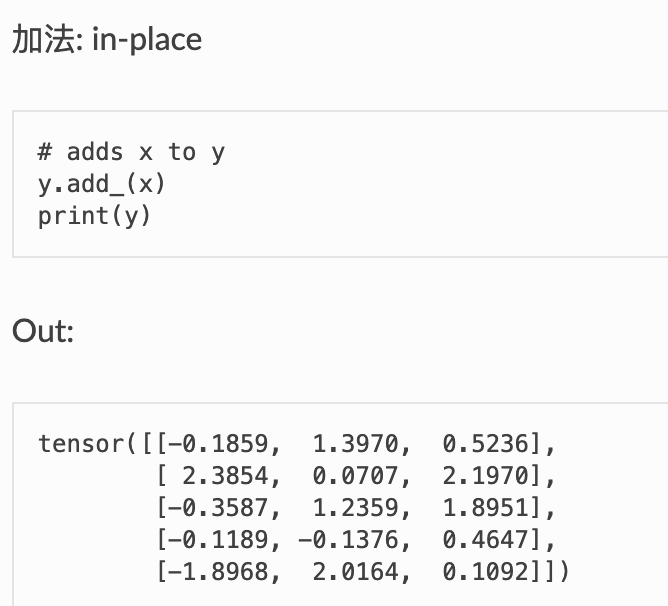 加法: in-place
# adds x to y
y.add_(x)
print(y)
Out:
tensor([[-0.1859,  1.3970,  0.5236],
        [ 2.3854,  0.0707,  2.1970],
        [-0.3587,  1.2359,  1.8951],
        [-0.1189, -0.1376,  0.4647],
        [-1.8968,  2.0164,  0.1092]])